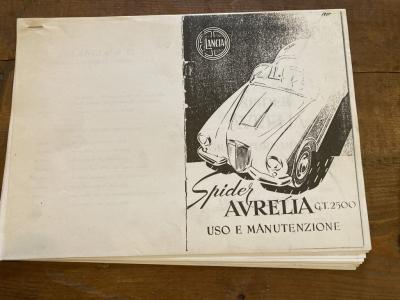 LANCIA
Spider
AVRELIA G.T. 2500
USO E MANUTENZIONE